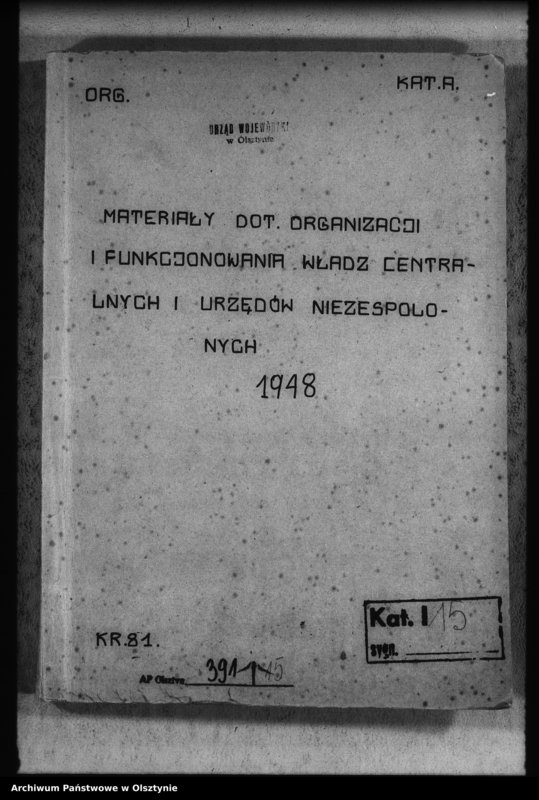 ORG.
KAT.A.
URZĄD WOJEWÓDZKI
w Olsztynie
MATERIAŁY DOT. ORGANIZACJI
I FUNKCJONOWANIA WŁADZ CENTRA-
LNYCH I URZĘDÓW NIEZESPOLO-
NYCH
1948
Kat. I/15
sygn.
KR.81.
AP Olsztyn 391/I/15
Archiwum Państwowe w Olsztynie